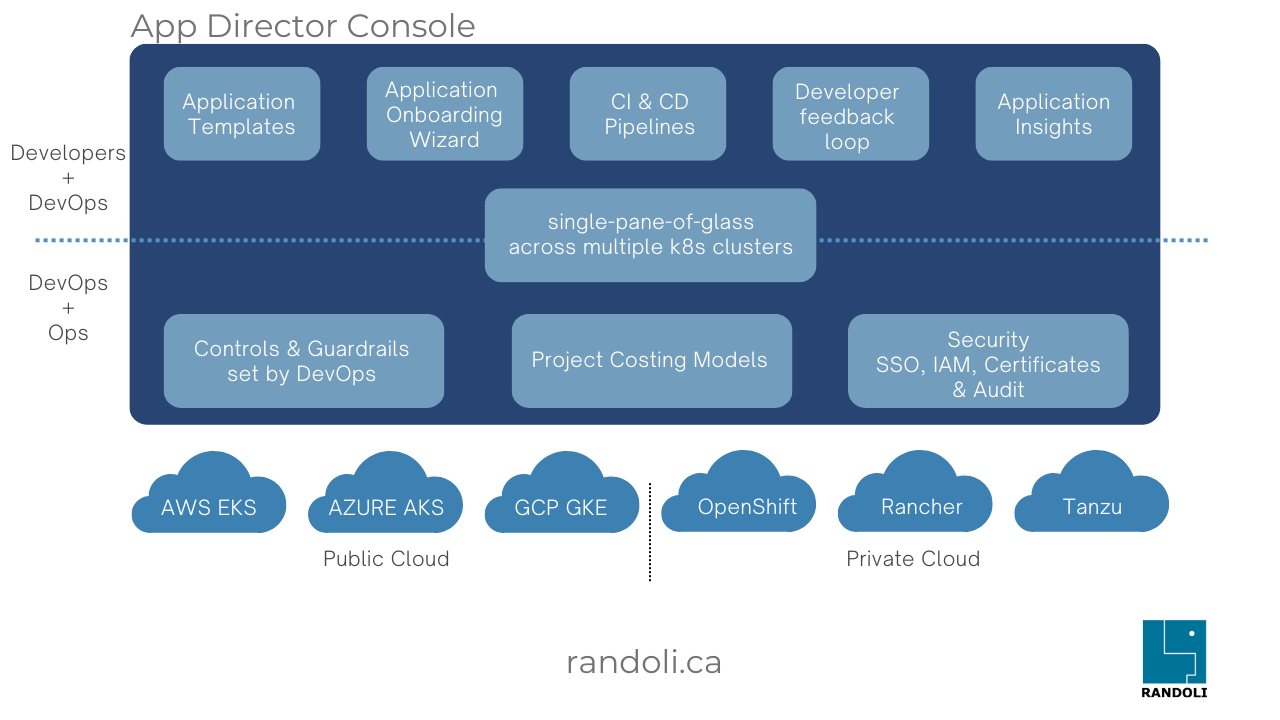 App Director Console
Application
Templates
Application
Onboarding
Wizard
CI & CD
Pipelines
Developer
feedback
loop
Application
Insights
Developers
+
DevOps
single-pane-of-glass
across multiple k8s clusters
DevOps
+
Ops
Controls & Guardrails
set by DevOps
Project Costing Models
Security
SSO, IAM, Certificates
& Audit
AWS EKS
AZURE AKS
GCP GKE
OpenShift
Rancher
Tanzu
Public Cloud
Private Cloud
randoli.ca
RANDOLI